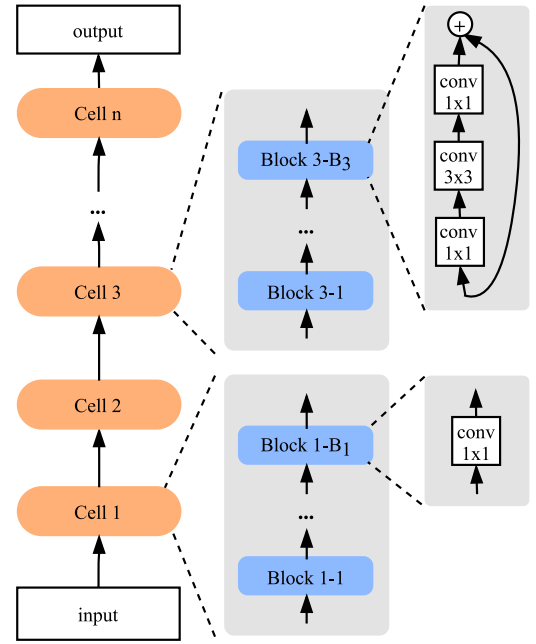 output
Cell n
...
Cell 3
Cell 2
Cell 1
input
Block 3-B3
...
Block 3-1
Block 1-B1
...
Block 1-1
+
conv
1x1
conv
3x3
conv
1x1
conv
1x1